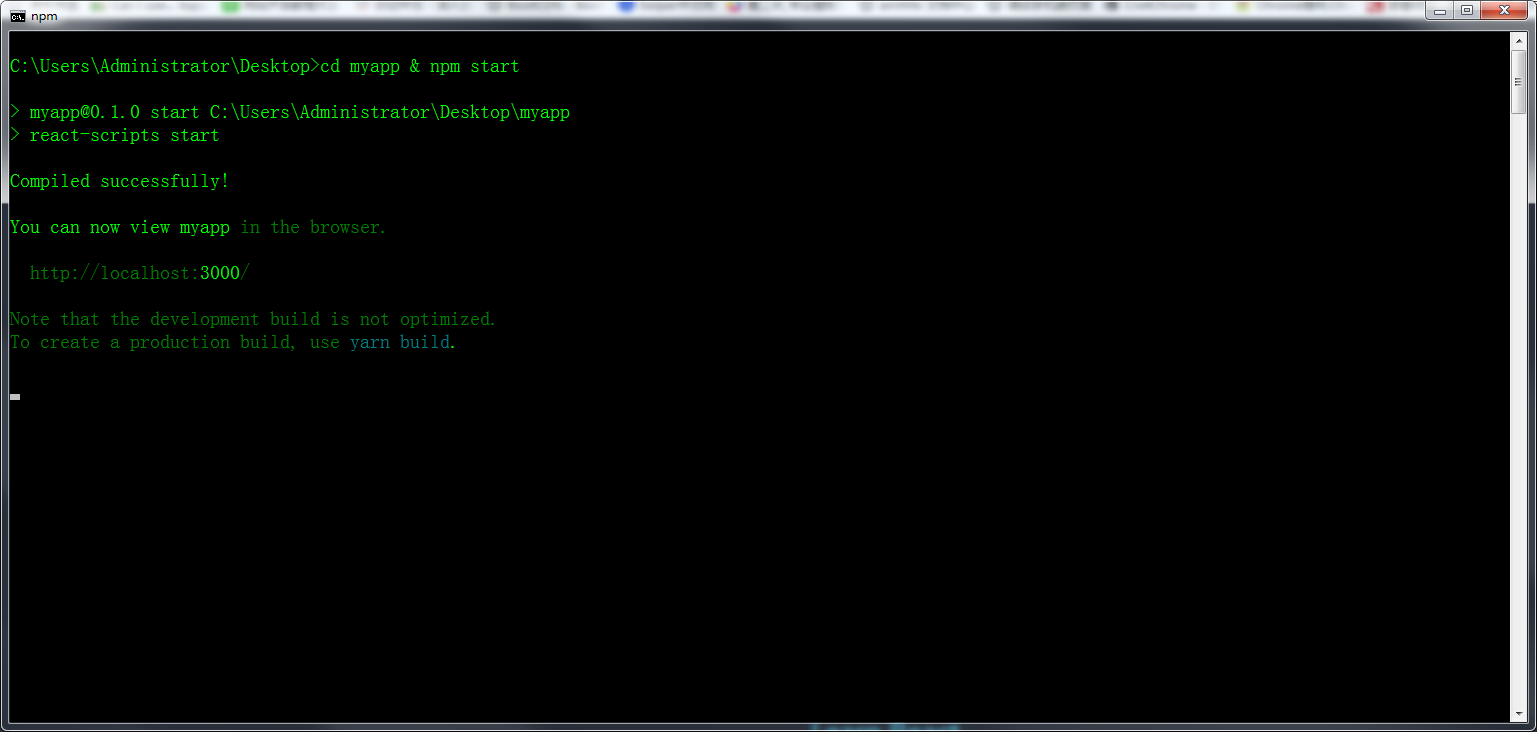 npm
C:\Users\Administrator\Desktop>cd myapp & npm start
> myapp@0.1.0 start C:\Users\Administrator\Desktop\myapp
> react-scripts start
Compiled successfully!
You can now view myapp in the browser.
http://localhost:3000/
Note that the development build is not optimized.
To create a production build, use yarn build.